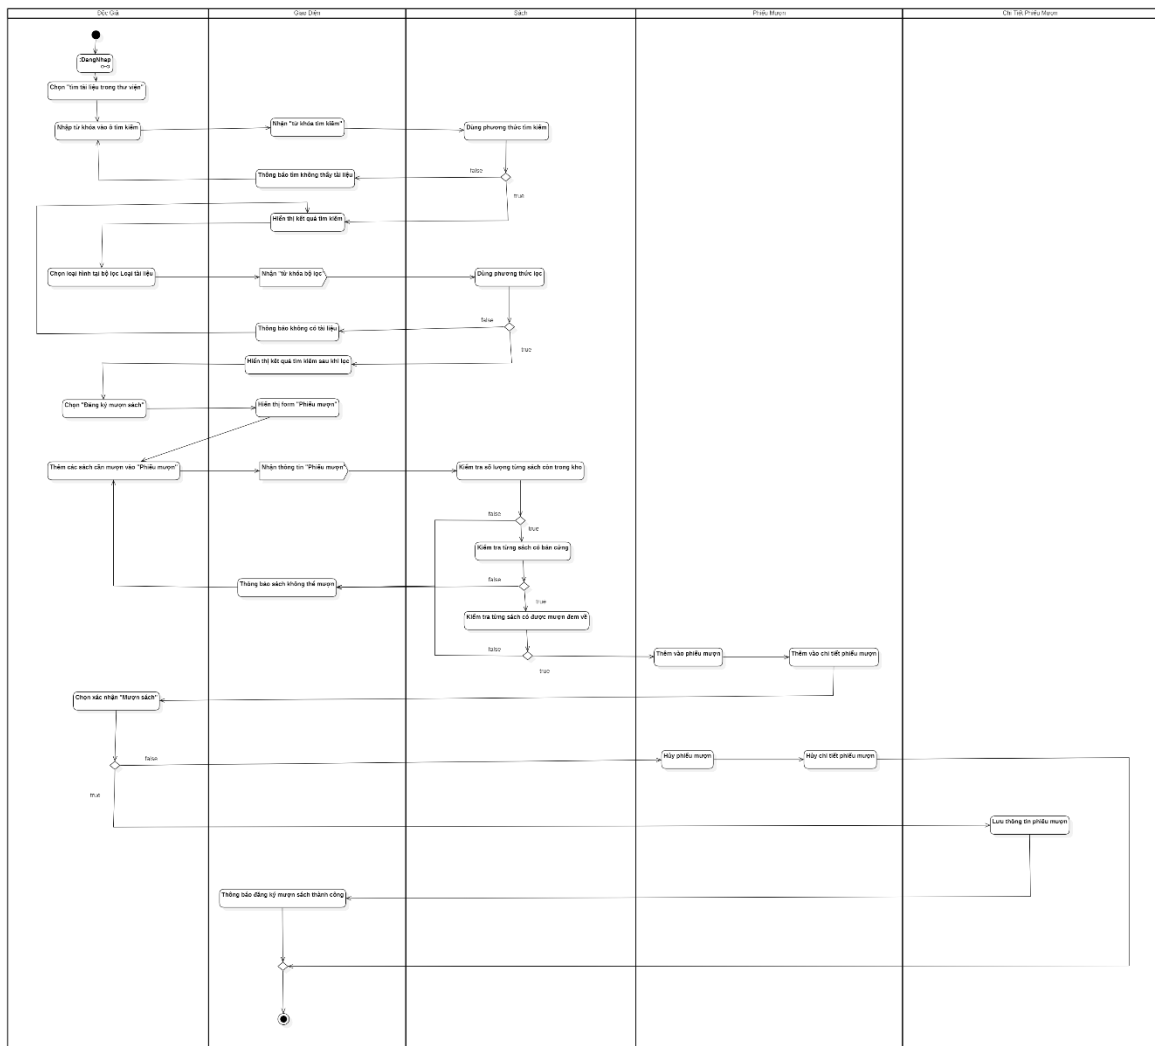 Độc Giả
Giao Diện
Sách
Phiếu Mượn
Chi Tiết Phiếu Mượn
:DangNhap
Chọn "tìm tài liệu trong thư viện"
Nhập từ khóa vào ô tìm kiếm
Nhận "từ khóa tìm kiếm"
Dùng phương thức tìm kiếm
Thông báo tìm không thấy tài liệu
false
true
Hiển thị kết quả tìm kiếm
Chọn loại hình tại bộ lọc Loại tài liệu
Nhận "từ khóa bộ lọc"
Dùng phương thức lọc
false
Thông báo không có tài liệu
true
Hiển thị kết quả tìm kiếm sau khi lọc
Chọn "Đăng ký mượn sách"
Hiển thị form "Phiếu mượn"
Thêm các sách cần mượn vào "Phiếu mượn"
Nhận thông tin "Phiếu mượn"
Kiểm tra số lượng từng sách còn trong kho
false
true
Kiểm tra từng sách có bản cứng
Thông báo sách không thể mượn
false
true
Kiểm tra từng sách có được mượn đem về
false
true
Thêm vào phiếu mượn
Thêm vào chi tiết phiếu mượn
Chọn xác nhận "Mượn sách"
false
Hủy phiếu mượn
Hủy chi tiết phiếu mượn
true
Lưu thông tin phiếu mượn
Thông báo đăng ký mượn sách thành công